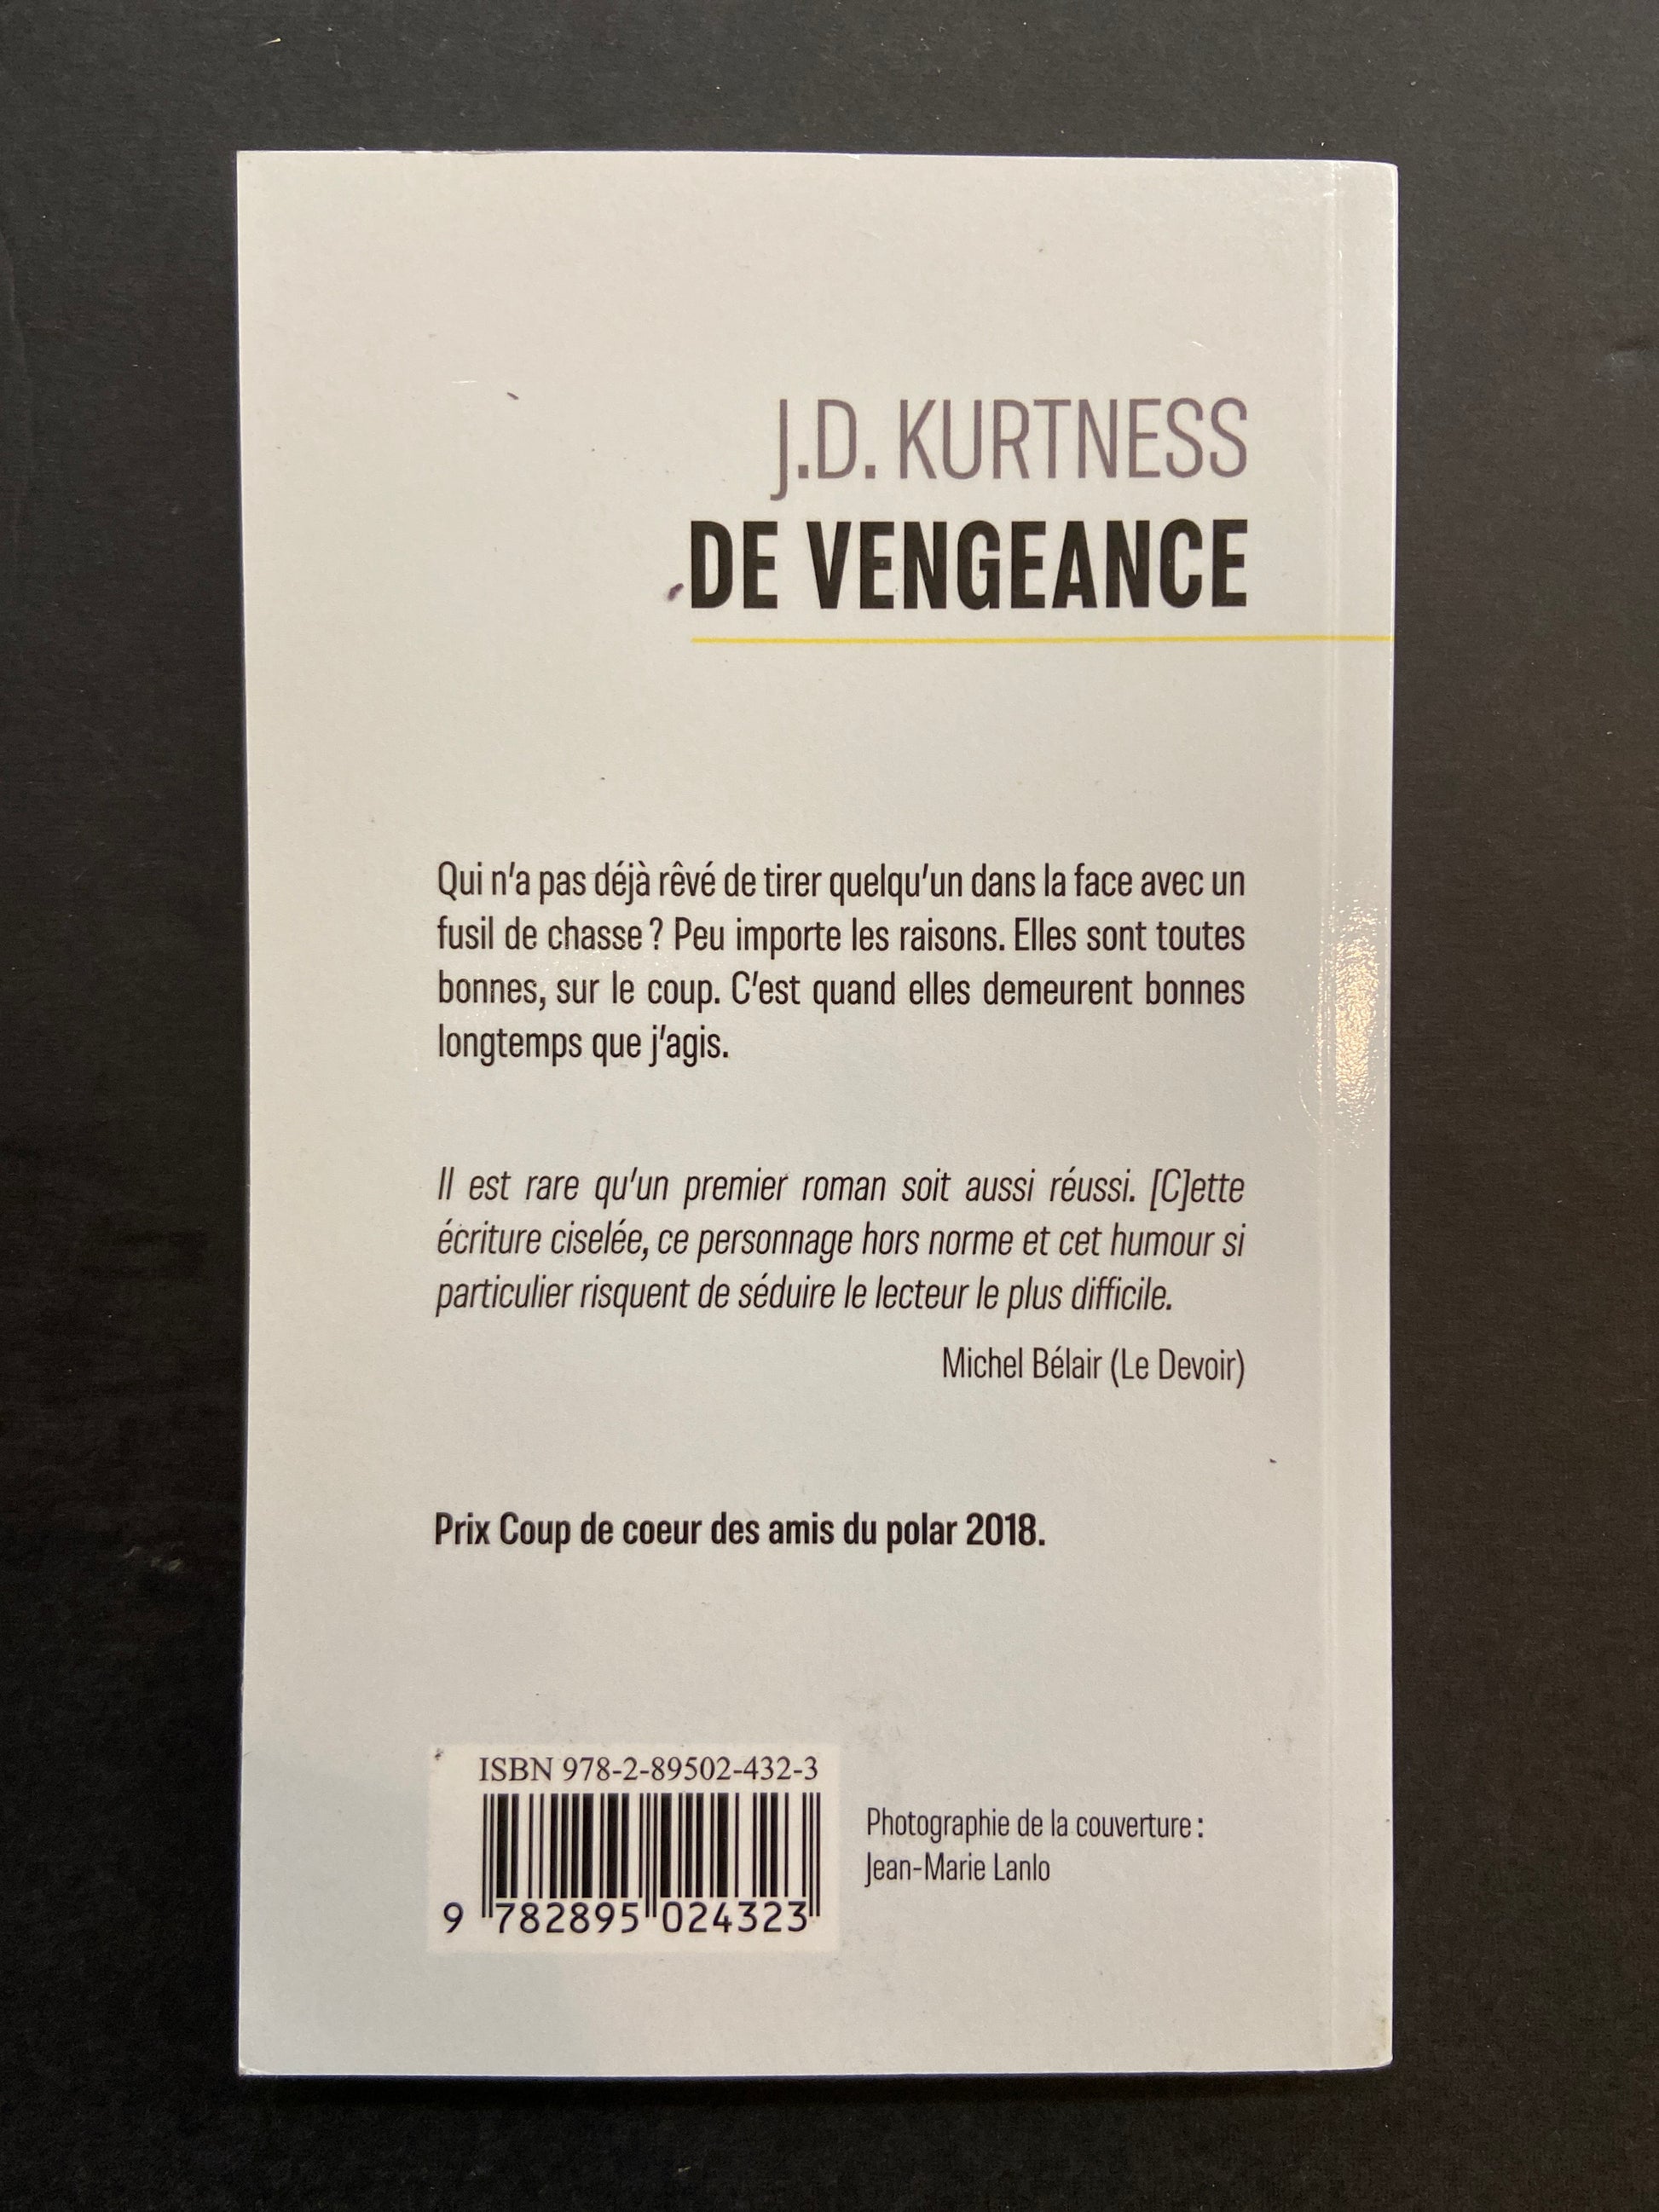 J.D. KURTNESS
DE VENGEANCE
Qui n'a pas déjà rêvé de tirer quelqu'un dans la face avec un
fusil de chasse ? Peu importe les raisons. Elles sont toutes
bonnes, sur le coup. C'est quand elles demeurent bonnes
longtemps que j'agis.
Il est rare qu'un premier roman soit aussi réussi. [C]ette
écriture ciselée, ce personnage hors norme et cet humour si
particulier risquent de séduire le lecteur le plus difficile.
Michel Bélair (Le Devoir)
Prix Coup de coeur des amis du polar 2018.
ISBN 978-2-89502-432-3
9 782895 024323
Photographie de la couverture :
Jean-Marie Lanlo